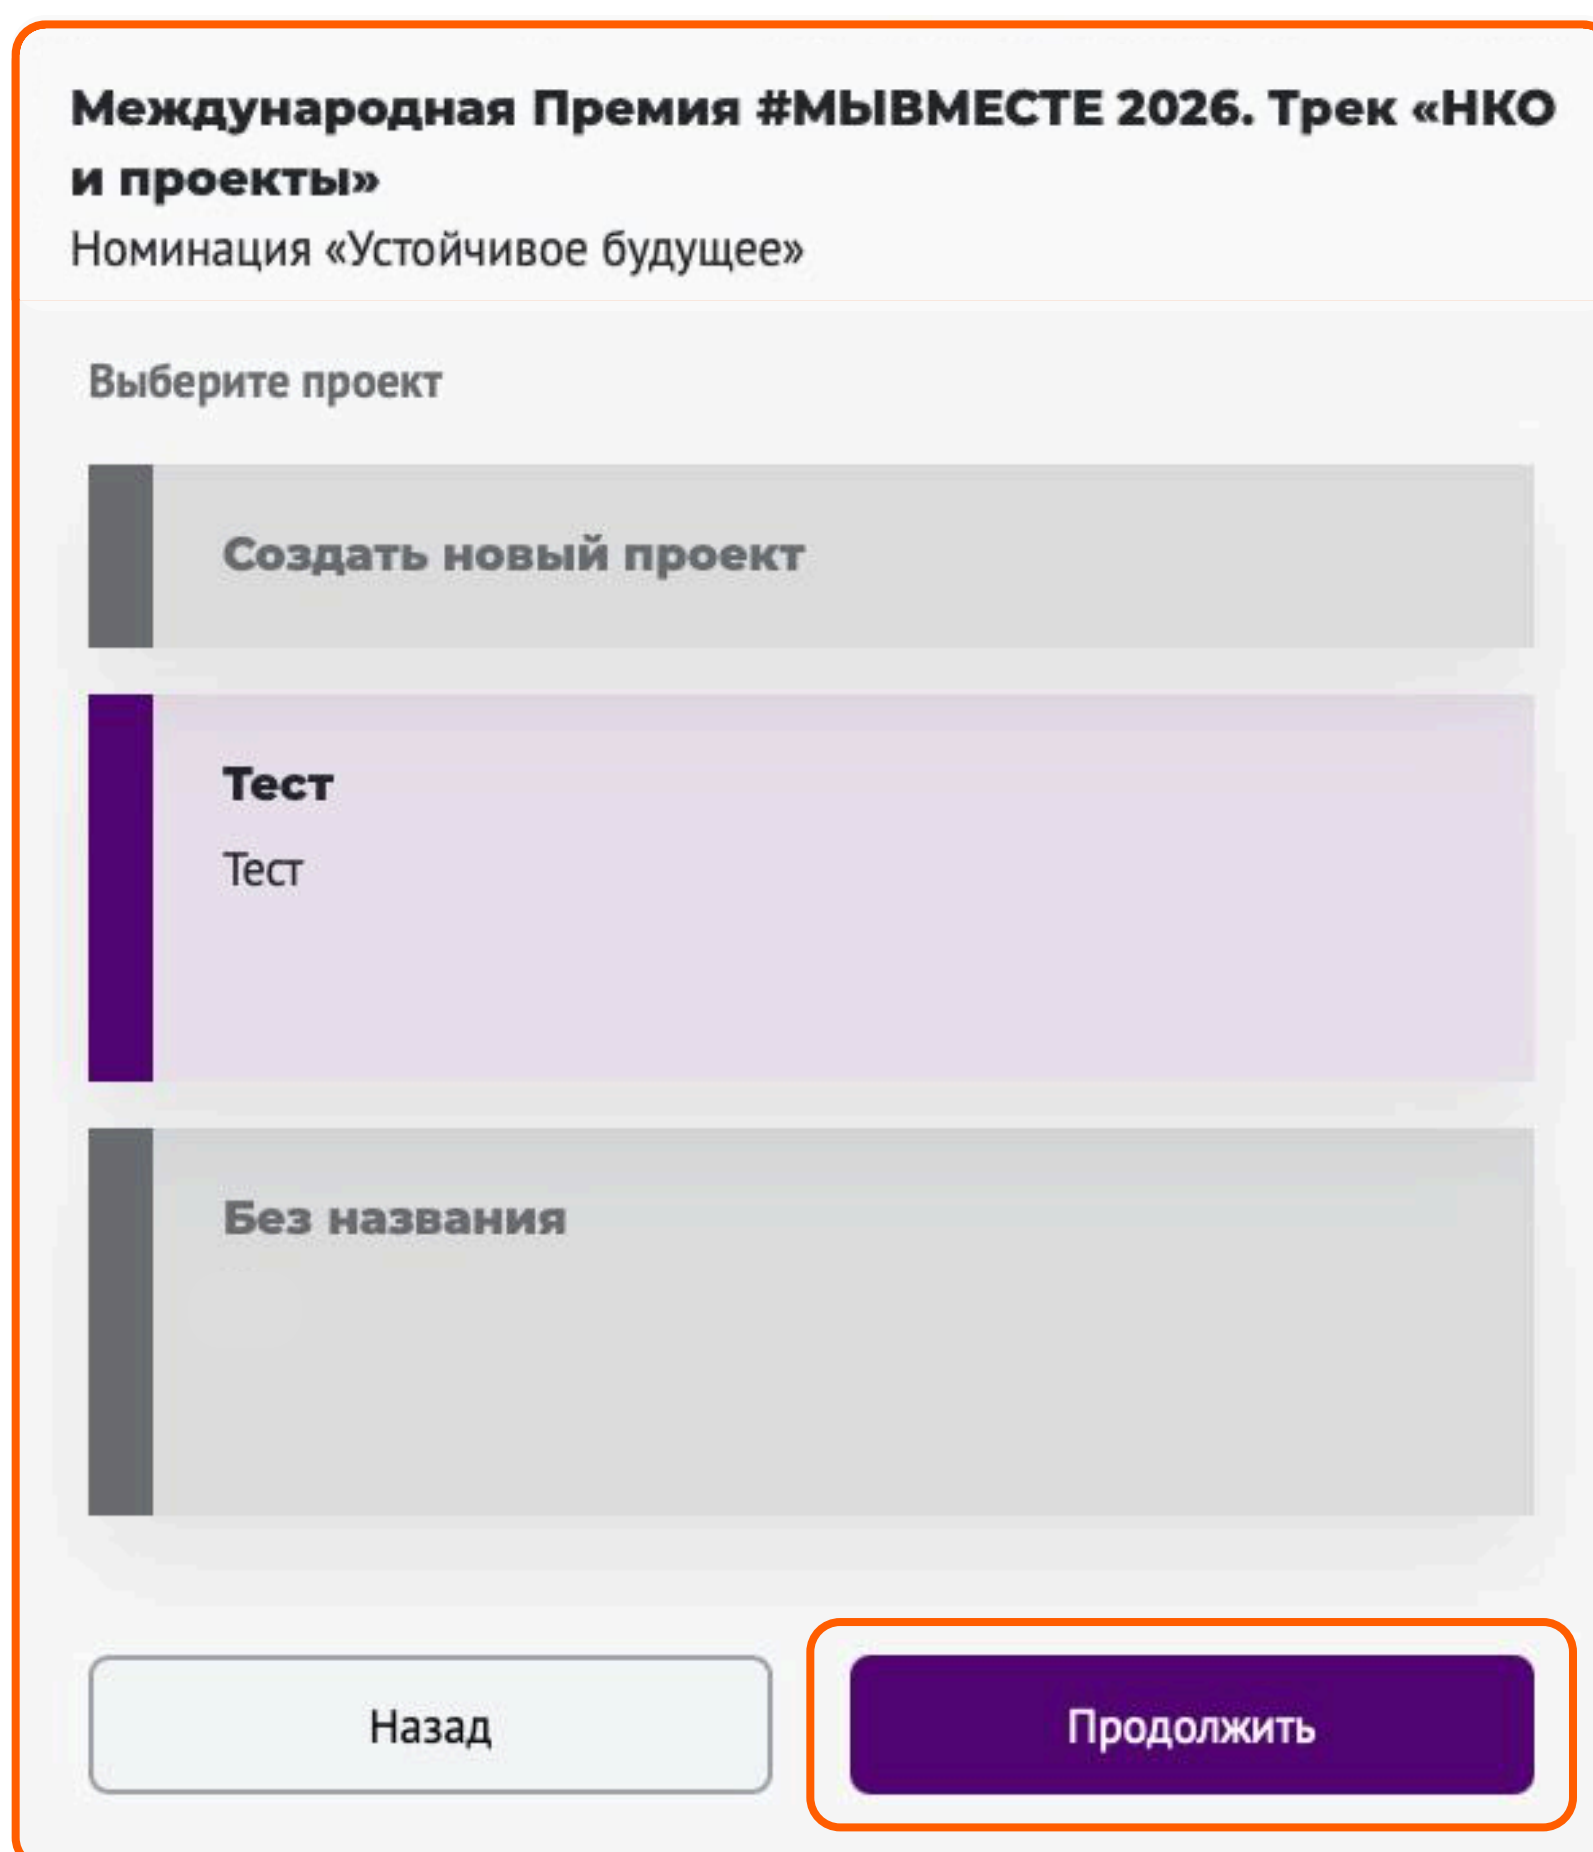 Международная Премия #МЫВМЕСТЕ 2026. Трек «НКО
и проекты»
Номинация «Устойчивое будущее»
Выберите проект
Создать новый проект
Тест
Тест
Без названия
Назад
Продолжить